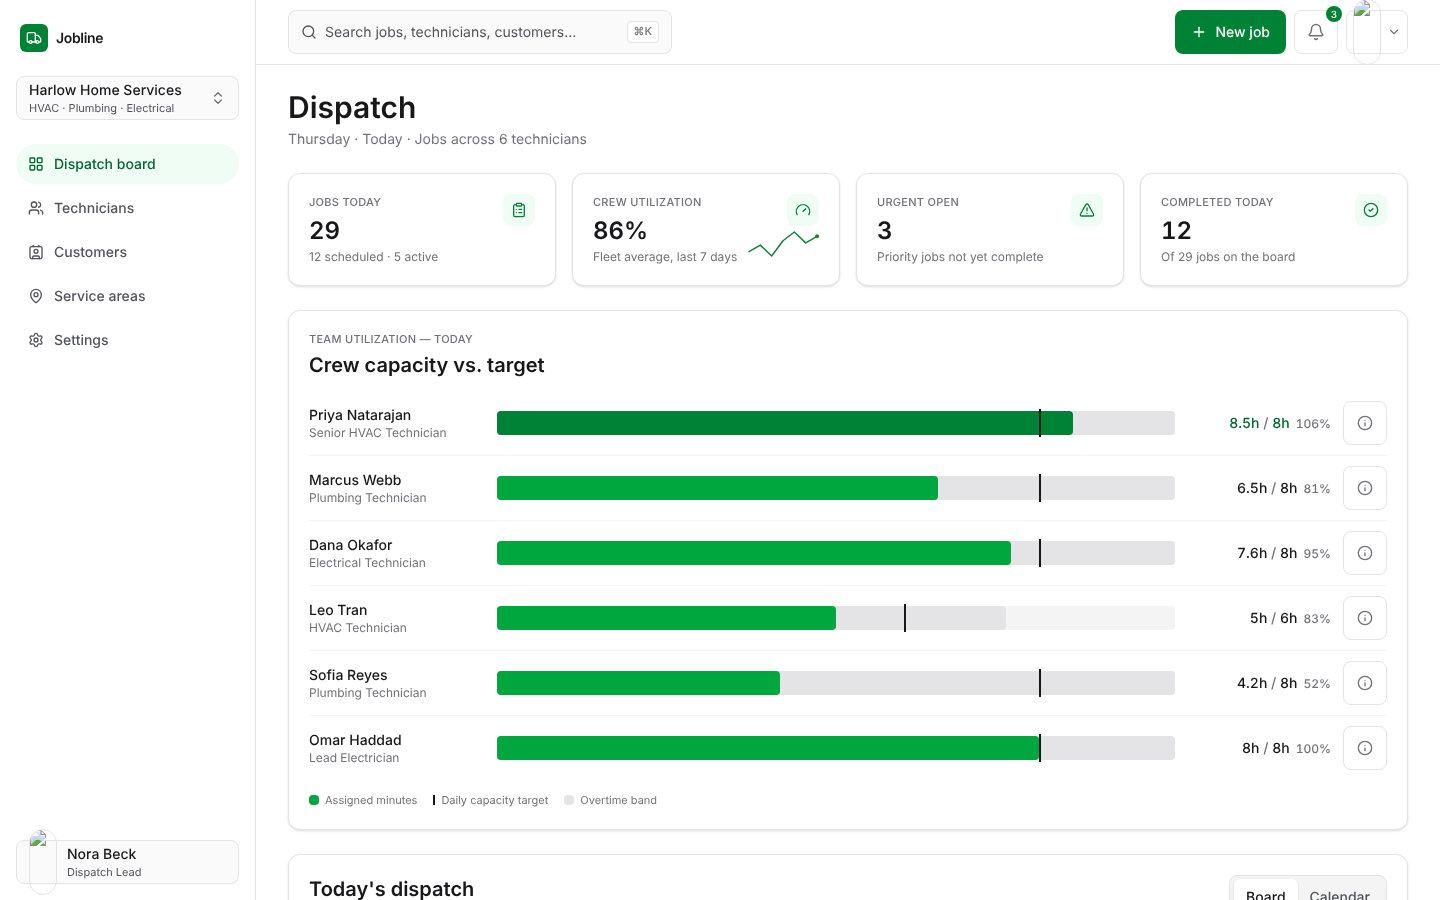 Jobline
Harlow Home Services
HVAC · Plumbing · Electrical
Dispatch board
Technicians
Customers
Service areas
Settings
Nora Beck
Dispatch Lead
Search jobs, technicians, customers...
⌘K
New job
3
Dispatch
Thursday · Today · Jobs across 6 technicians
JOBS TODAY
29
12 scheduled · 5 active
CREW UTILIZATION
86%
Fleet average, last 7 days
URGENT OPEN
3
Priority jobs not yet complete
COMPLETED TODAY
12
Of 29 jobs on the board
TEAM UTILIZATION — TODAY
Crew capacity vs. target
Priya Natarajan
Senior HVAC Technician
8.5h / 8h 106%
Marcus Webb
Plumbing Technician
6.5h / 8h 81%
Dana Okafor
Electrical Technician
7.6h / 8h 95%
Leo Tran
HVAC Technician
5h / 6h 83%
Sofia Reyes
Plumbing Technician
4.2h / 8h 52%
Omar Haddad
Lead Electrician
8h / 8h 100%
Assigned minutes
Daily capacity target
Overtime band
Today's dispatch
Board
Calendar